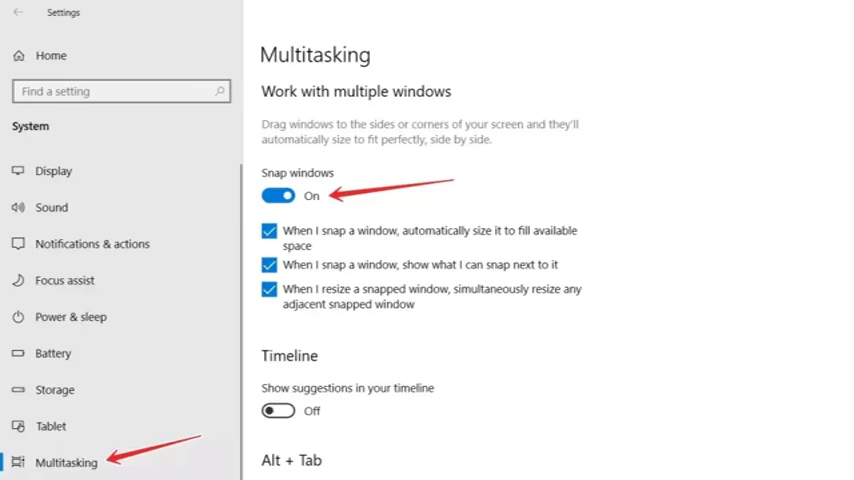 Settings
Home
Find a setting
System
Display
Sound
Notifications & actions
Focus assist
Power & sleep
Battery
Storage
Tablet
Multitasking
Multitasking
Work with multiple windows
Drag windows to the sides or corners of your screen and they'll
automatically size to fit perfectly, side by side.
Snap windows
On
When I snap a window, automatically size it to fill available
space
When I snap a window, show what I can snap next to it
When I resize a snapped window, simultaneously resize any
adjacent snapped window
Timeline
Show suggestions in your timeline
Off
Alt + Tab